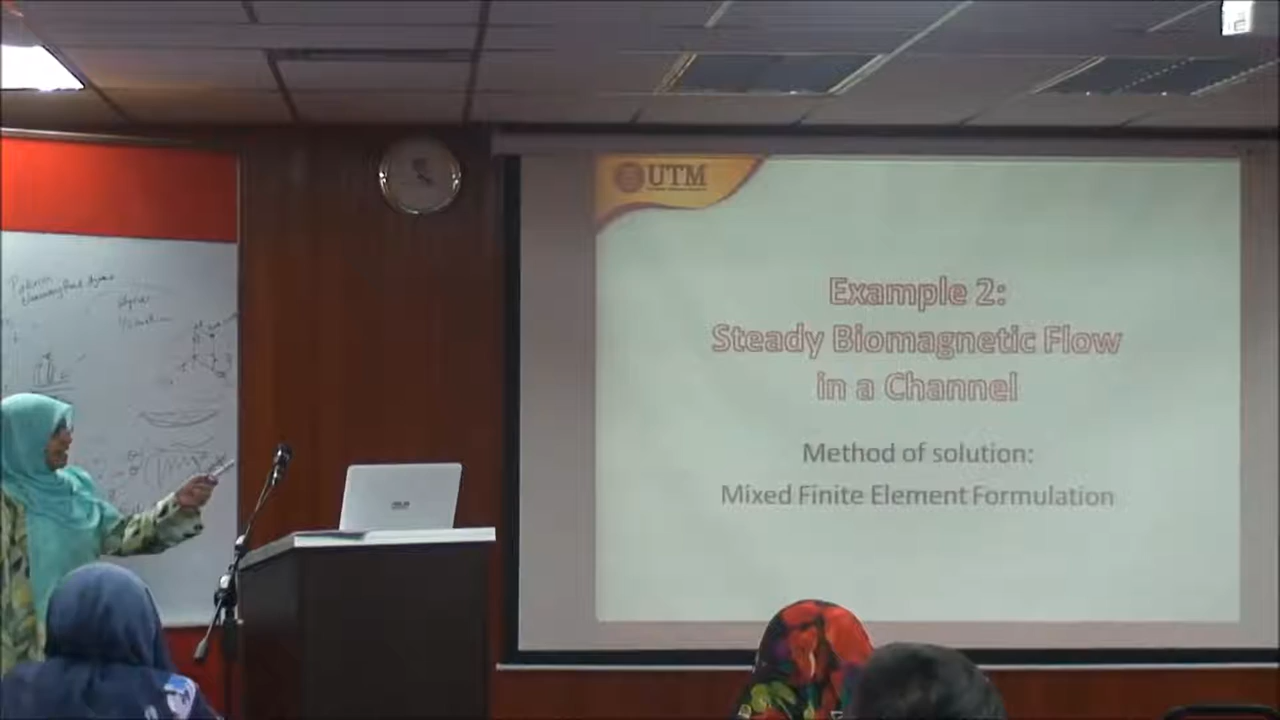 UTM
Example 2:
Steady Biomagnetic Flow
in a Channel
Method of solution:
Mixed Finite Element Formulation